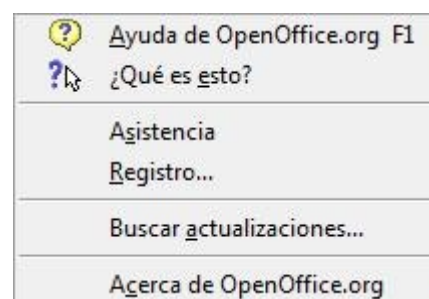 Ayuda de OpenOffice.org F1
¿Qué es esto?
Asistencia
Registro...
Buscar actualizaciones...
Acerca de OpenOffice.org